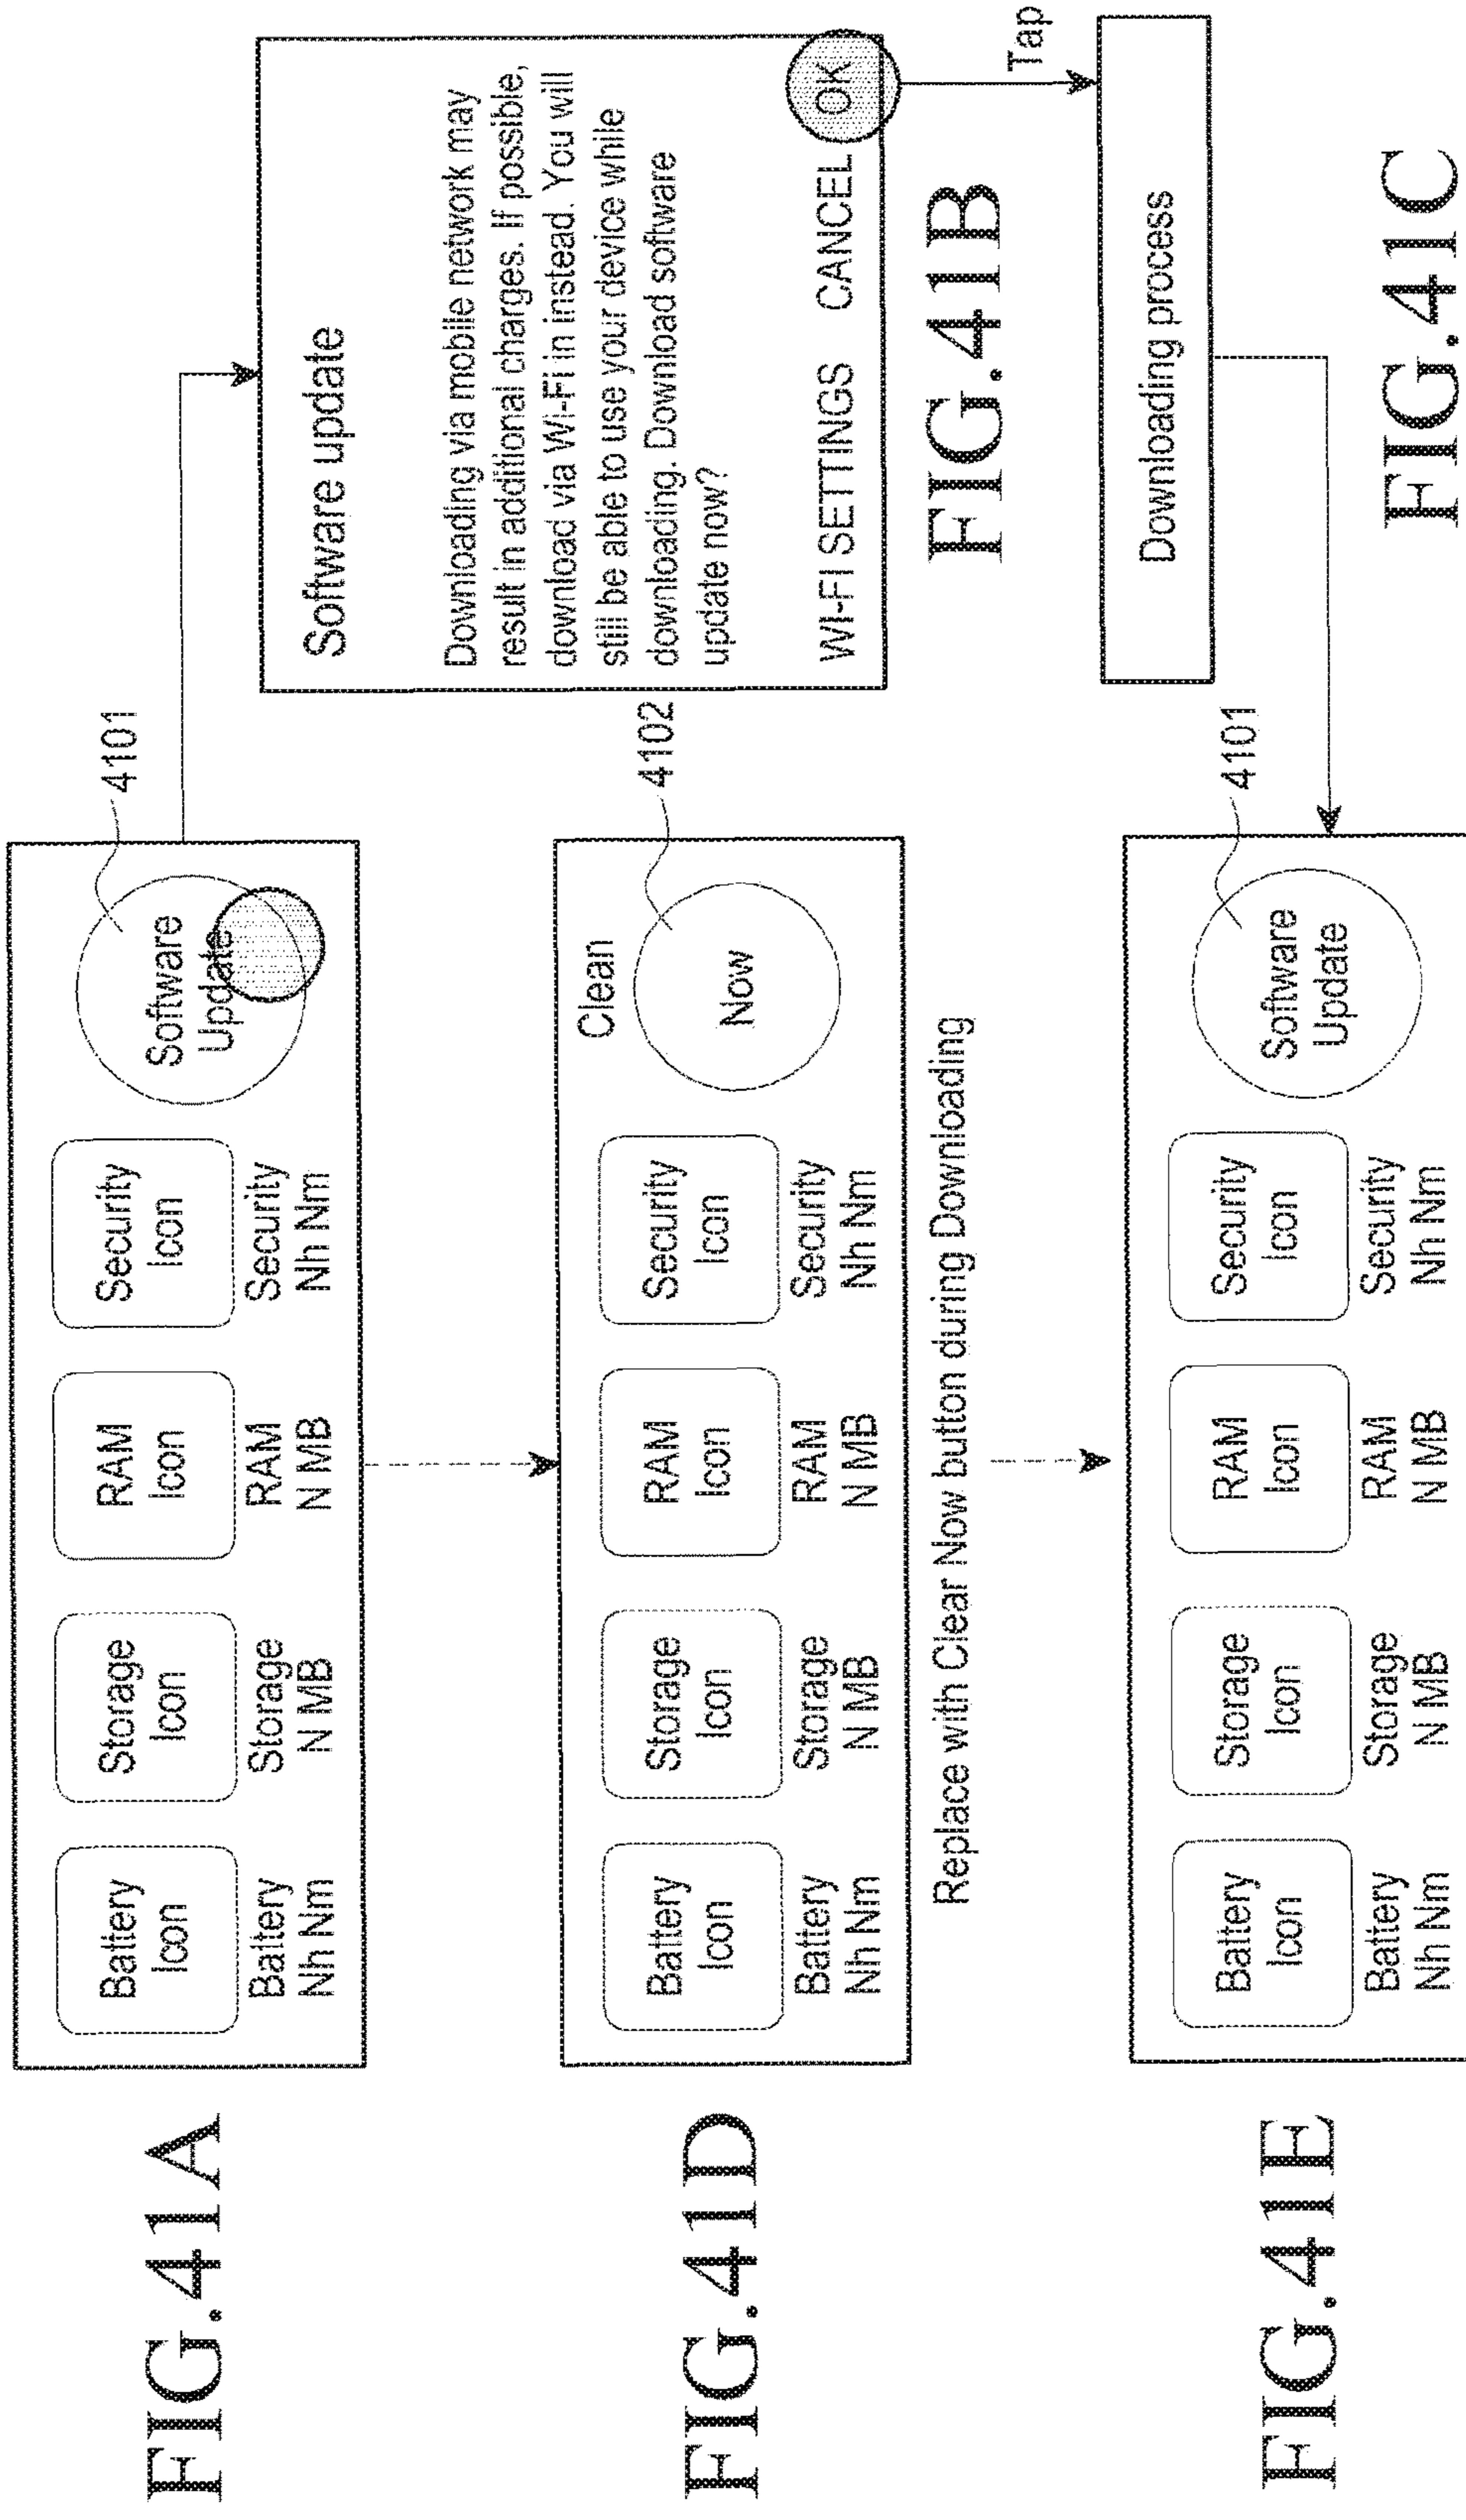 FIG.41A
Battery
Icon
Battery
Nh Nm
Storage
Icon
Storage
N MB
RAM
Icon
RAM
N MB
Security
Icon
Security
Nh Nm
Software
Update
4101
Software update
Downloading via mobile network may
result in additional charges. If possible,
download via Wi-Fi in instead. You will
still be able to use your device while
downloading. Download software
update now?
WI-FI SETTINGS CANCEL OK
FIG.41B
Tap
Downloading process
FIG.41C
FIG.41D
Battery
Icon
Battery
Nh Nm
Storage
Icon
Storage
N MB
RAM
Icon
RAM
N MB
Security
Icon
Security
Nh Nm
Clean
Now
4102
Replace with Clear Now button during Downloading
FIG.41E
Battery
Icon
Battery
Nh Nm
Storage
Icon
Storage
N MB
RAM
Icon
RAM
N MB
Security
Icon
Security
Nh Nm
Software
Update
4101